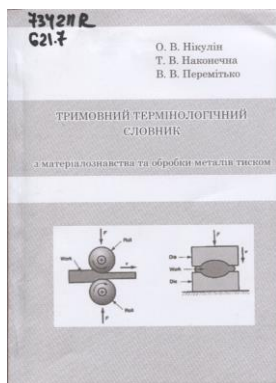 734211R
621.7
О. В. Нікулін
Т. В. Наконечна
В. В. Перемітько
ТРИМОВНИЙ ТЕРМІНОЛОГІЧНИЙ
СЛОВНИК
з матеріалознавства та обробки металів тиском
Roll
Work
Roll
Die
Work
Die